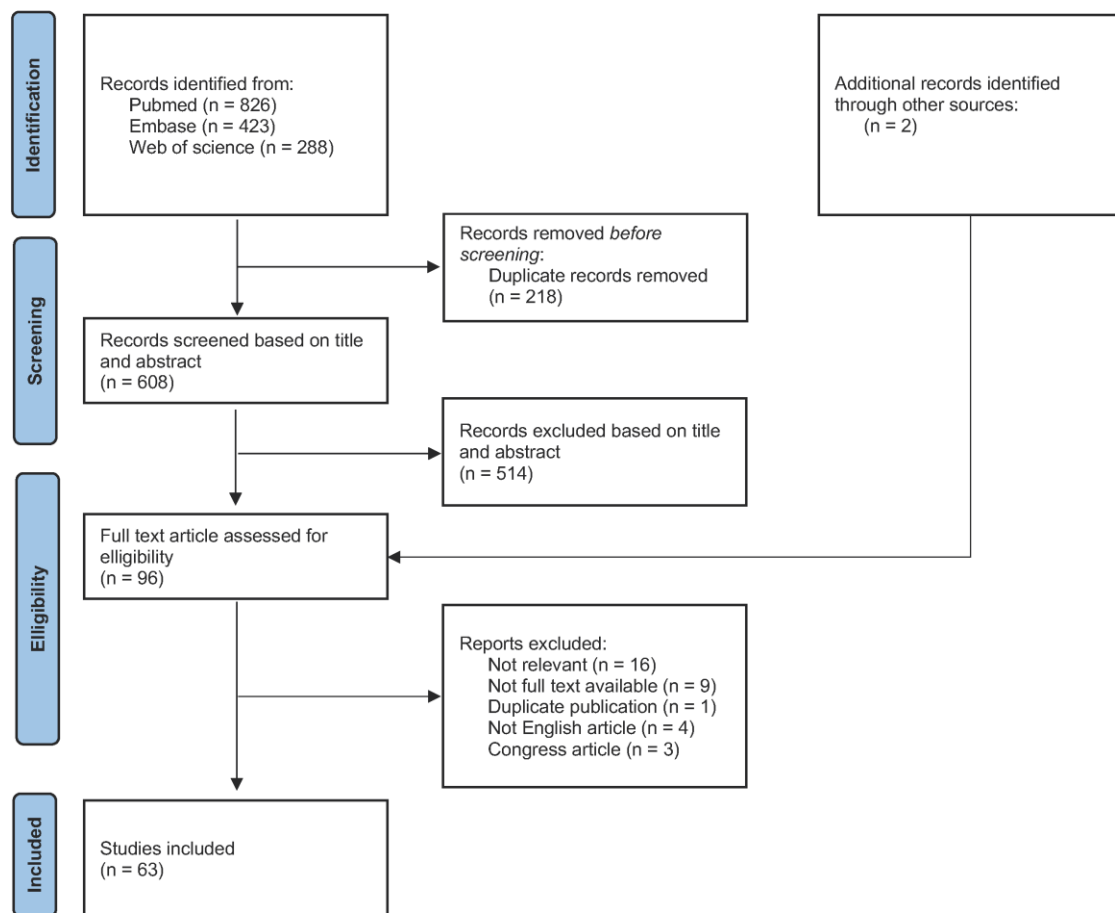 Identification
Records identified from:
Pubmed (n = 826)
Embase (n = 423)
Web of science (n = 288)
Additional records identified
through other sources:
(n = 2)
Screening
Records removed before
screening:
Duplicate records removed
(n = 218)
Records screened based on title
and abstract
(n = 608)
Records excluded based on title
and abstract
(n = 514)
Elligibility
Full text article assessed for
elligibility
(n = 96)
Reports excluded:
Not relevant (n = 16)
Not full text available (n = 9)
Duplicate publication (n = 1)
Not English article (n = 4)
Congress article (n = 3)
Included
Studies included
(n = 63)